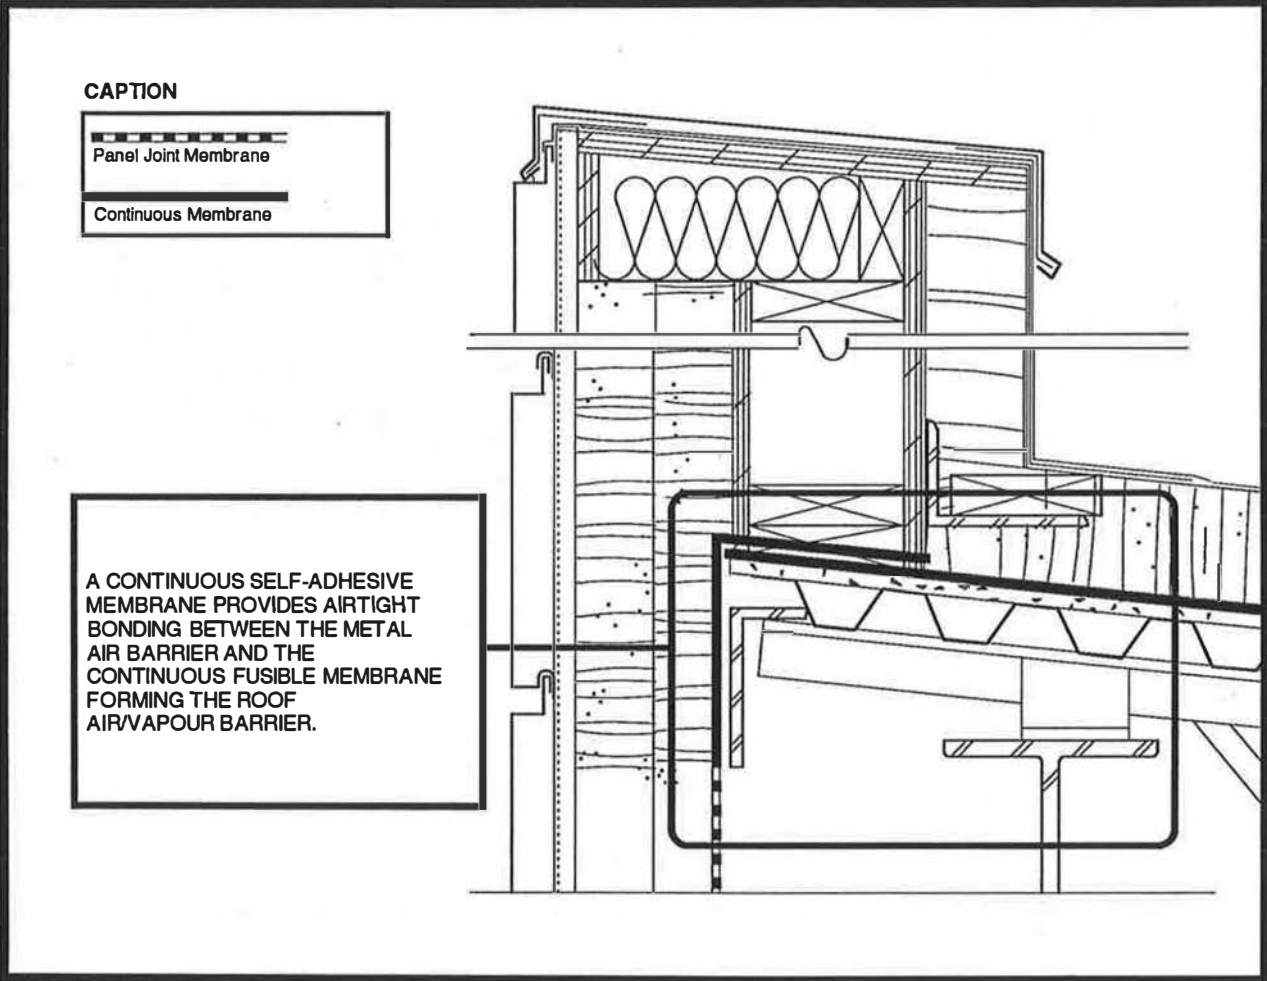 CAPTION
Panel Joint Membrane
Continuous Membrane
A CONTINUOUS SELF-ADHESIVE
MEMBRANE PROVIDES AIRTIGHT
BONDING BETWEEN THE METAL
AIR BARRIER AND THE
CONTINUOUS FUSIBLE MEMBRANE
FORMING THE ROOF
AIR/VAPOUR BARRIER.